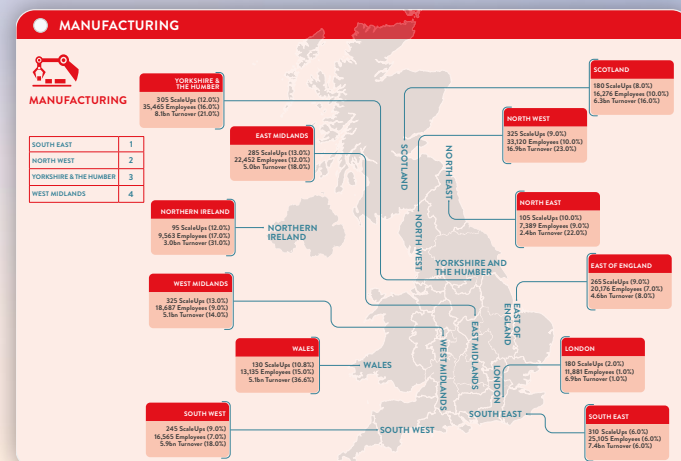 MANUFACTURING
MANUFACTURING
SOUTH EAST 1
NORTH WEST 2
YORKSHIRE & THE HUMBER 3
WEST MIDLANDS 4
YORKSHIRE &
THE HUMBER
305 ScaleUps (12.0%)
35,465 Employees (16.0%)
8.1bn Turnover (21.0%)
EAST MIDLANDS
285 ScaleUps (13.0%)
22,452 Employees (12.0%)
5.0bn Turnover (18.0%)
NORTHERN IRELAND
95 ScaleUps (12.0%)
9,563 Employees (17.0%)
3.0bn Turnover (31.0%)
WEST MIDLANDS
325 ScaleUps (13.0%)
18,687 Employees (9.0%)
5.1bn Turnover (14.0%)
WALES
130 ScaleUps (10.8%)
13,135 Employees (15.0%)
5.1bn Turnover (36.6%)
SOUTH WEST
245 ScaleUps (9.0%)
16,565 Employees (7.0%)
5.9bn Turnover (18.0%)
SCOTLAND
NORTH EAST
NORTH WEST
NORTHERN
IRELAND
YORKSHIRE AND
THE HUMBER
EAST OF
ENGLAND
EAST MIDLANDS
WEST MIDLANDS
WALES
LONDON
SOUTH EAST
SOUTH WEST
SCOTLAND
180 ScaleUps (8.0%)
16,276 Employees (10.0%)
6.3bn Turnover (16.0%)
NORTH WEST
325 ScaleUps (9.0%)
33,120 Employees (10.0%)
16.9bn Turnover (23.0%)
NORTH EAST
105 ScaleUps (10.0%)
7,389 Employees (9.0%)
2.4bn Turnover (22.0%)
EAST OF ENGLAND
265 ScaleUps (9.0%)
20,176 Employees (7.0%)
4.6bn Turnover (8.0%)
LONDON
180 ScaleUps (2.0%)
11,881 Employees (1.0%)
6.9bn Turnover (1.0%)
SOUTH EAST
310 ScaleUps (6.0%)
25,105 Employees (6.0%)
7.4bn Turnover (6.0%)